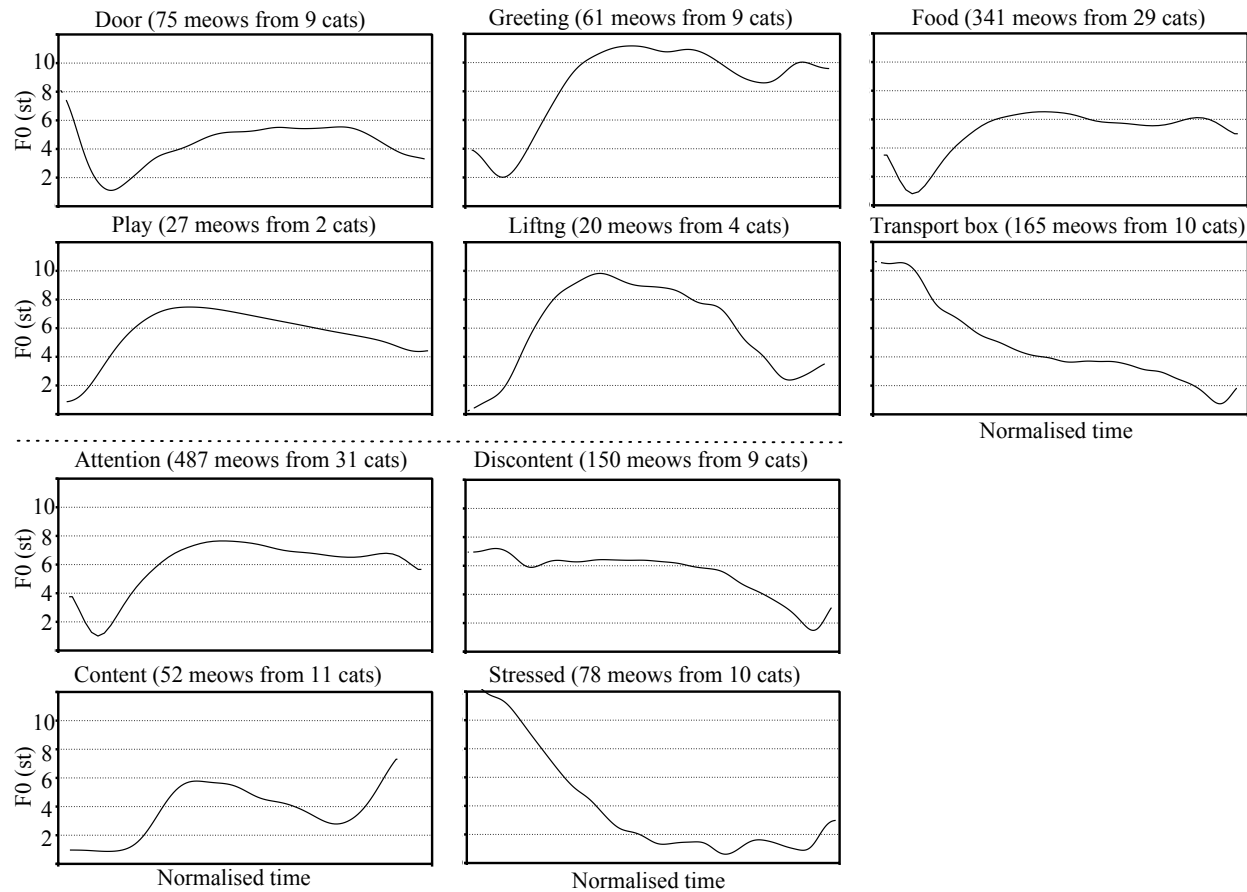 Door (75 meows from 9 cats)
Greeting (61 meows from 9 cats)
Food (341 meows from 29 cats)
F0 (st)
10
8
6
4
2
Play (27 meows from 2 cats)
Liftng (20 meows from 4 cats)
Transport box (165 meows from 10 cats)
F0 (st)
10
8
6
4
2
Normalised time
Attention (487 meows from 31 cats)
Discontent (150 meows from 9 cats)
F0 (st)
10
8
6
4
2
Content (52 meows from 11 cats)
Stressed (78 meows from 10 cats)
F0 (st)
10
8
6
4
2
Normalised time
Normalised time